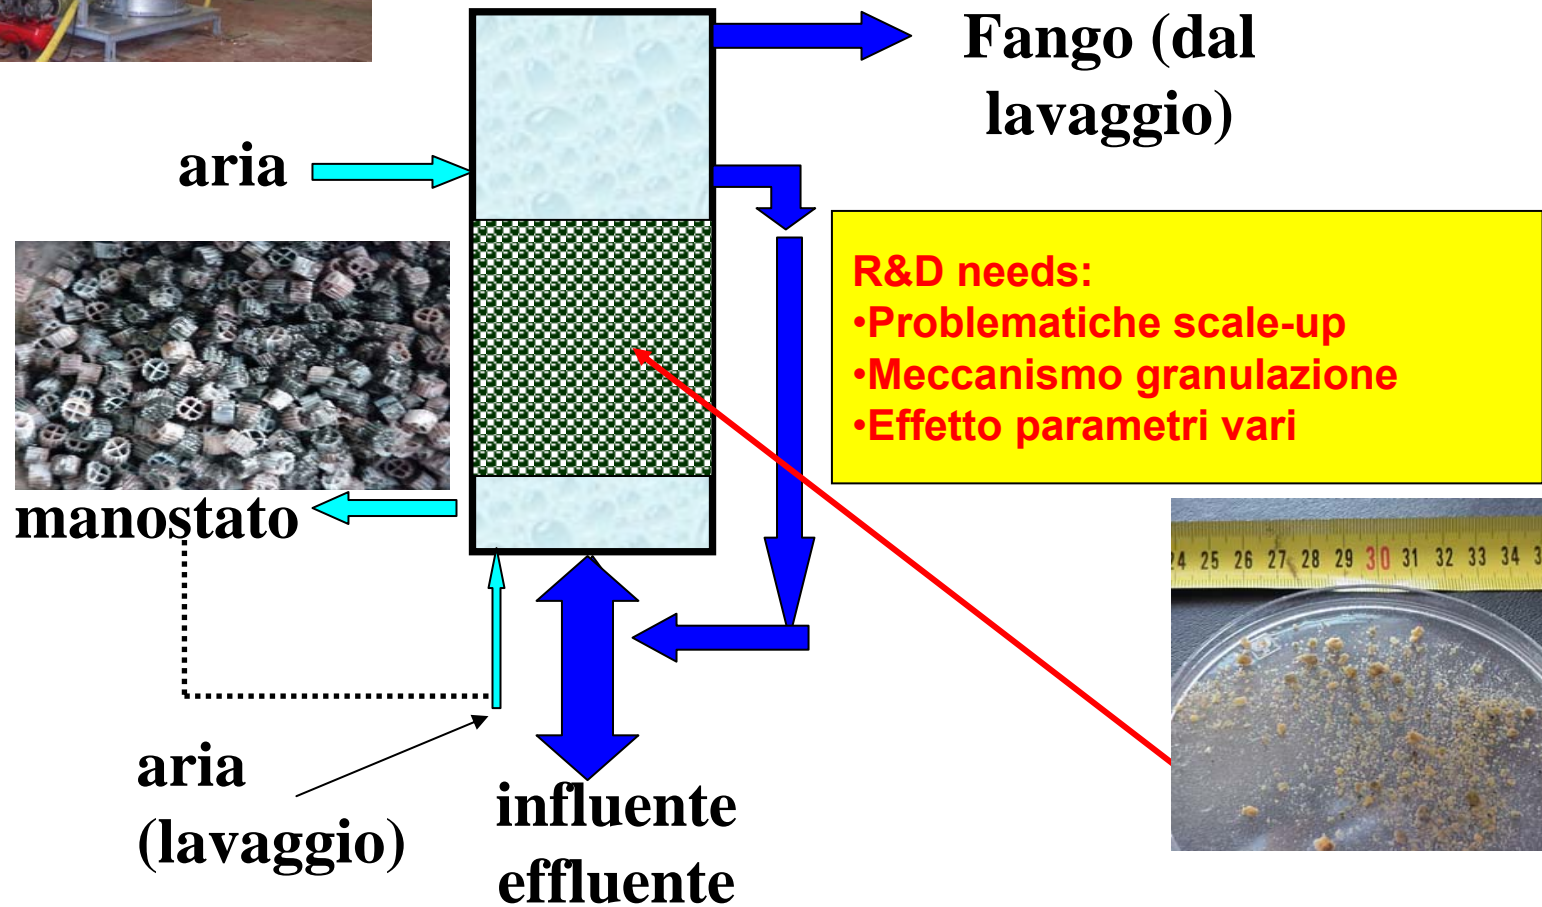 Fango (dal
lavaggio)
aria
R&D needs:
•Problematiche scale-up
•Meccanismo granulazione
•Effetto parametri vari
manostato
24 25 26 27 28 29 30 31 32 33 34 3
aria
(lavaggio)
influente
effluente